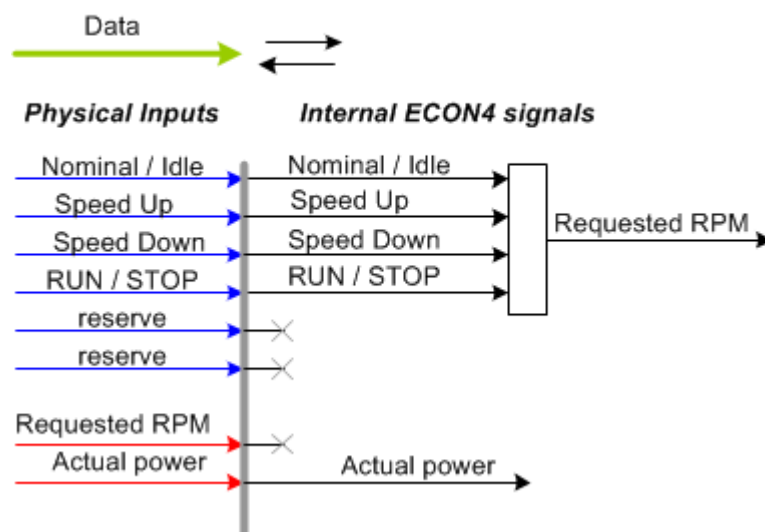 Data
Physical Inputs
Internal ECON4 signals
Nominal / Idle
Nominal / Idle
Speed Up
Speed Up
Requested RPM
Speed Down
Speed Down
RUN / STOP
RUN / STOP
reserve
reserve
Requested RPM
Actual power
Actual power